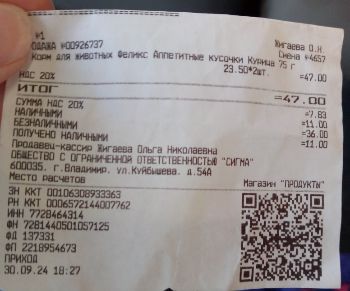 #1
ПРОДАЖА №00926737
Жигаева О.Н.
Смена №4657
Корм для животных Феликс Аппетитные кусочки Курица 75 г
23.50*2шт. =47.00
НДС 20%
ИТОГ =47.00
СУММА НДС 20% =7.83
НАЛИЧНЫМИ =11.00
БЕЗНАЛИЧНЫМИ =36.00
ПОЛУЧЕНО НАЛИЧНЫМИ =11.00
Продавец-кассир Жигаева Ольга Николаевна
ОБЩЕСТВО С ОГРАНИЧЕННОЙ ОТВЕТСТВЕННОСТЬЮ "СИГМА"
600035, г.Владимир, ул.Куйбышева, д.54А
Место расчетов Магазин "ПРОДУКТЫ"
ЗН ККТ 00106308933363
РН ККТ 0006572144007762
ИНН 7728464314
ФН 7281440501057125
ФД 137331
ФП 2218954673
ПРИХОД
30.09.24 18:27